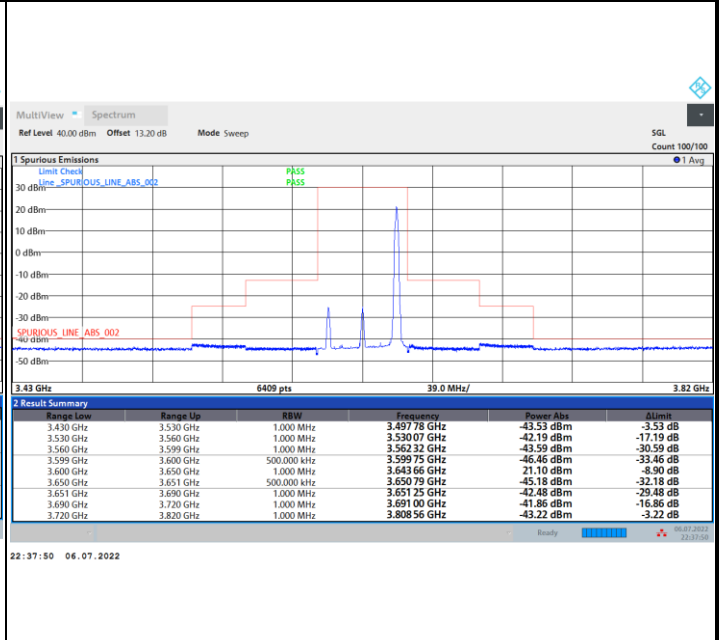 MultiView Spectrum
Ref Level 40.00 dBm Offset 13.20 dB Mode Sweep SGL
Count 100/100
1 Spurious Emissions 1 Avg
Limit Check PASS
Line _SPURIOUS_LINE_ABS_002 PASS
30 dBm
20 dBm
10 dBm
0 dBm
-10 dBm
-20 dBm
-30 dBm
SPURIOUS_LINE_ABS_002
-40 dBm
-50 dBm
3.43 GHz 6409 pts 39.0 MHz/ 3.82 GHz
2 Result Summary
Range Low Range Up RBW Frequency Power Abs ΔLimit
3.430 GHz 3.530 GHz 1.000 MHz 3.497 78 GHz -43.53 dBm -3.53 dB
3.530 GHz 3.560 GHz 1.000 MHz 3.530 07 GHz -42.19 dBm -17.19 dB
3.560 GHz 3.599 GHz 1.000 MHz 3.562 32 GHz -43.59 dBm -30.59 dB
3.599 GHz 3.600 GHz 500.000 kHz 3.599 75 GHz -46.46 dBm -33.46 dB
3.600 GHz 3.650 GHz 1.000 MHz 3.643 66 GHz 21.10 dBm -8.90 dB
3.650 GHz 3.651 GHz 500.000 kHz 3.650 79 GHz -45.18 dBm -32.18 dB
3.651 GHz 3.690 GHz 1.000 MHz 3.651 25 GHz -42.48 dBm -29.48 dB
3.690 GHz 3.720 GHz 1.000 MHz 3.691 00 GHz -41.86 dBm -16.86 dB
3.720 GHz 3.820 GHz 1.000 MHz 3.808 56 GHz -43.22 dBm -3.22 dB
Ready 06.07.2022
22:37:50
22:37:50 06.07.2022